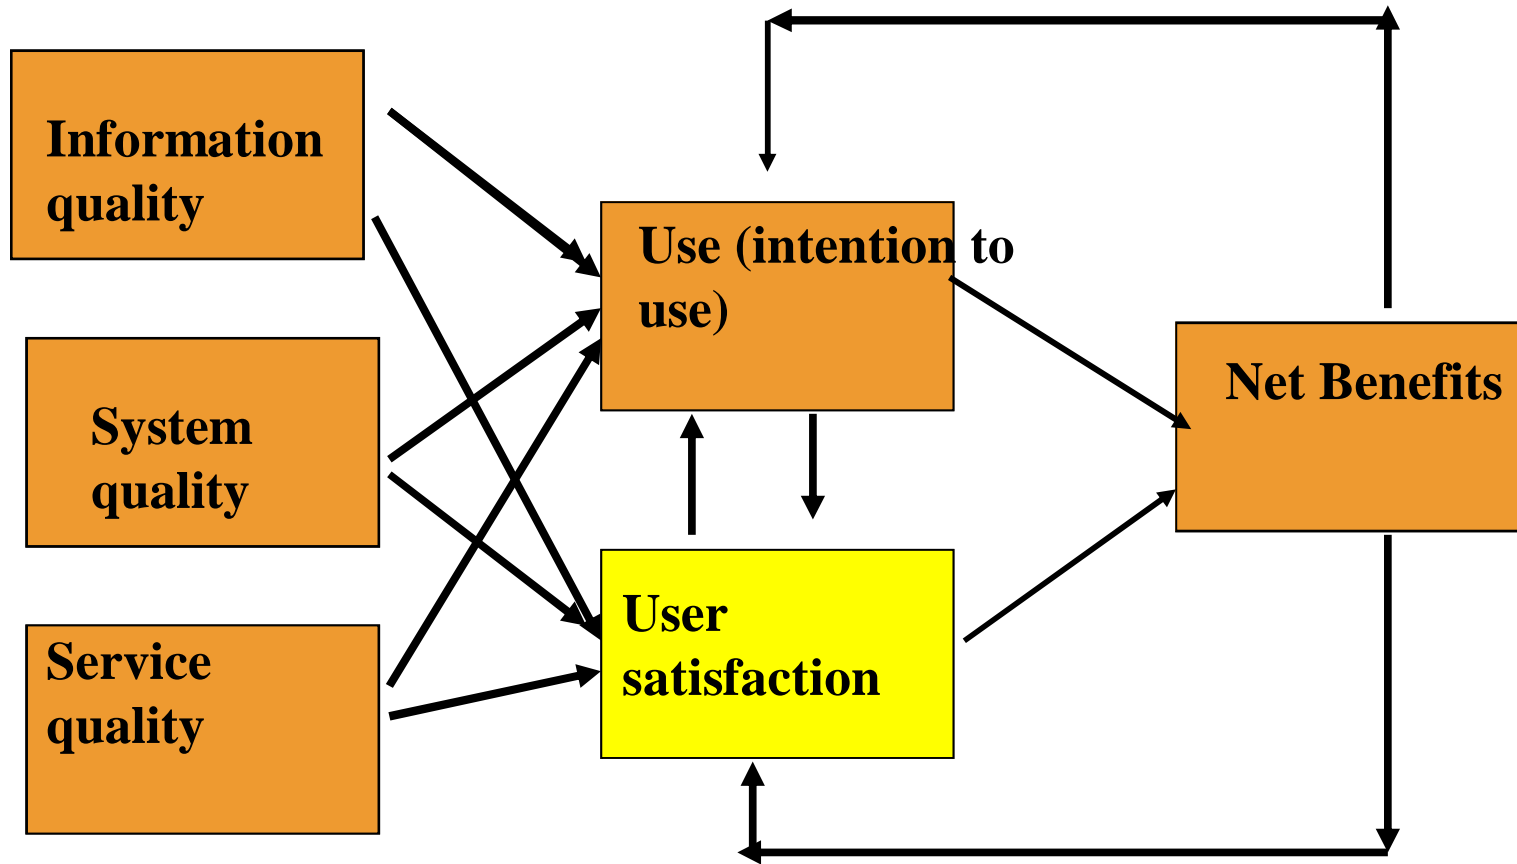 Information
quality
Use (intention to
use)
Net Benefits
System
quality
User
satisfaction
Service
quality